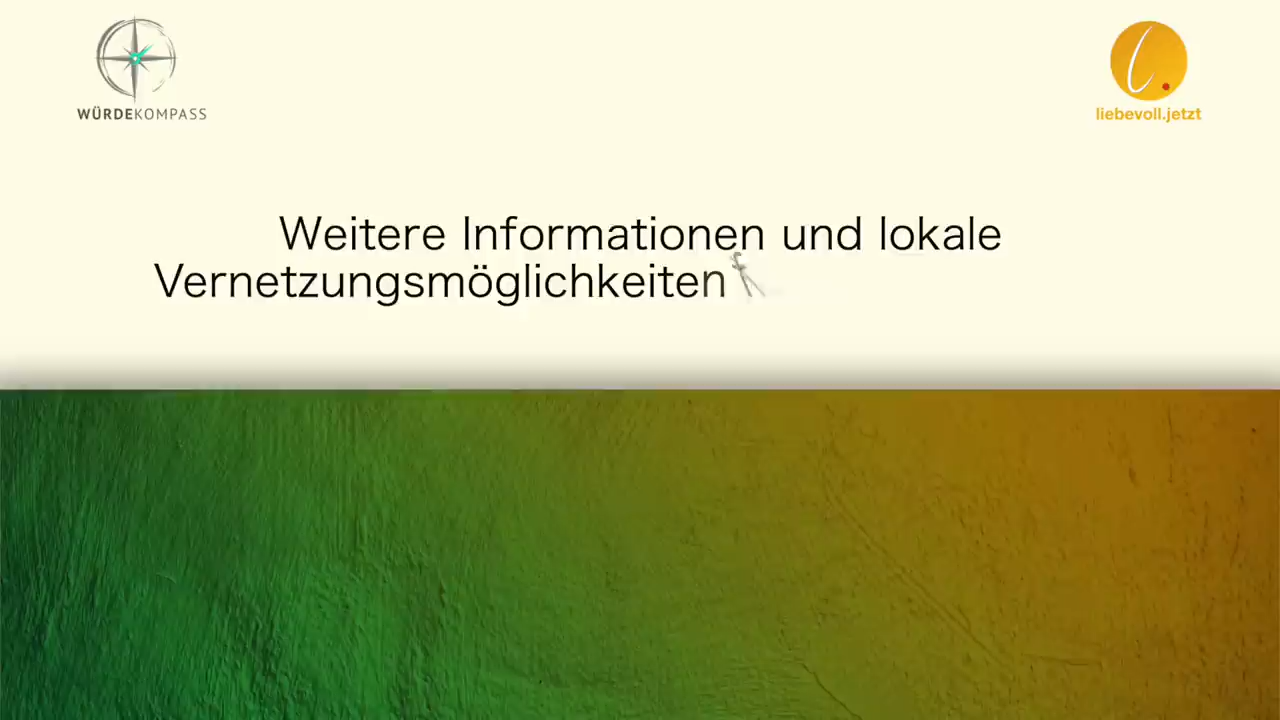 WÜRDEKOMPASS
liebevoll.jetzt
Weitere Informationen und lokale
Vernetzungsmöglichkeiten